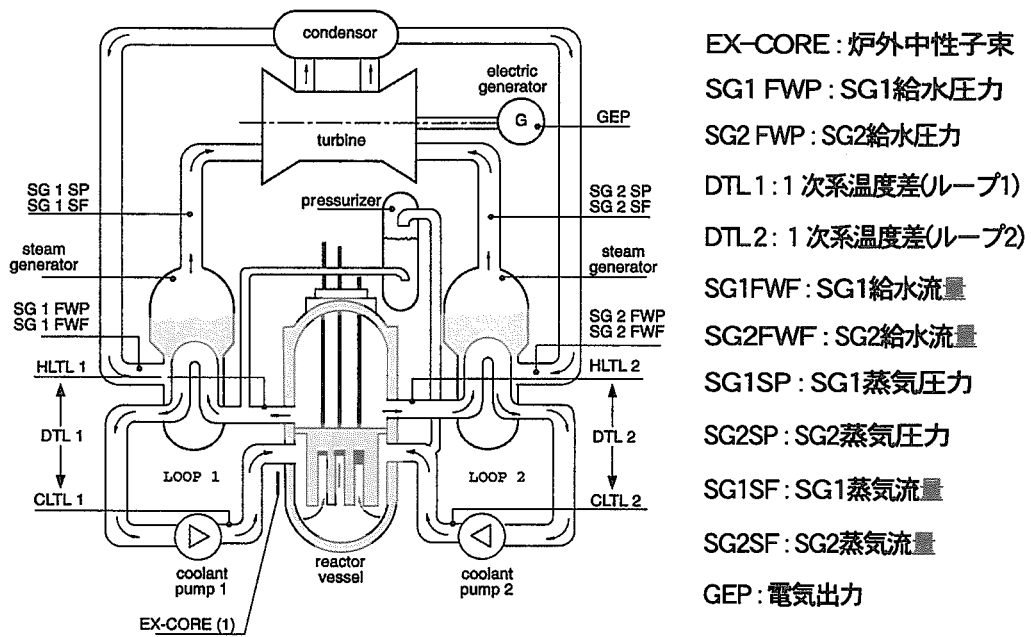 condensor
electric
generator
G
GEP
turbine
SG 1 SP
SG 1 SF
pressurizer
SG 2 SP
SG 2 SF
steam
generator
steam
generator
SG 1 FWP
SG 1 FWF
SG 2 FWP
SG 2 FWF
HLTL 1
HLTL 2
DTL 1
DTL 2
LOOP 1
LOOP 2
CLTL 1
CLTL 2
coolant
pump 1
reactor
vessel
coolant
pump 2
EX-CORE (1)
EX-CORE : 炉外中性子束
SG1 FWP : SG1給水圧力
SG2 FWP : SG2給水圧力
DTL 1 : 1 次系温度差(ループ1)
DTL 2 : 1 次系温度差(ループ2)
SG1FWF : SG1給水流量
SG2FWF : SG2給水流量
SG1SP : SG1蒸気圧力
SG2SP : SG2蒸気圧力
SG1SF : SG1蒸気流量
SG2SF : SG2蒸気流量
GEP : 電気出力